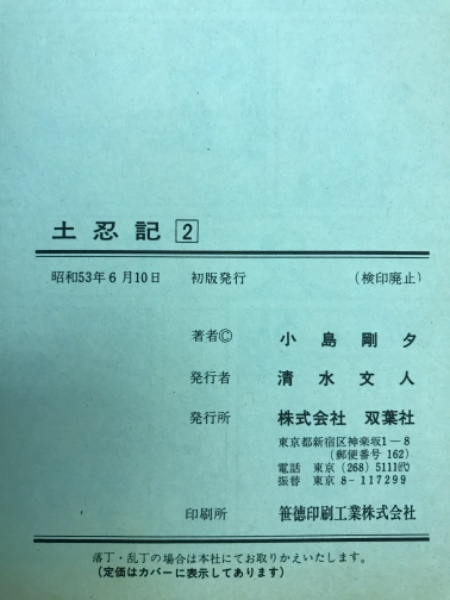 土忍記 2
昭和53年6月10日 初版発行 (検印廃止)
著者© 小島剛夕
発行者 清水文人
発行所 株式会社 双葉社
東京都新宿区神楽坂1―8
(郵便番号 162)
電話 東京 (268) 5111㈹
振替 東京 8-117299
印刷所 笹徳印刷工業株式会社
落丁・乱丁の場合は本社にてお取りかえいたします。
(定価はカバーに表示してあります)